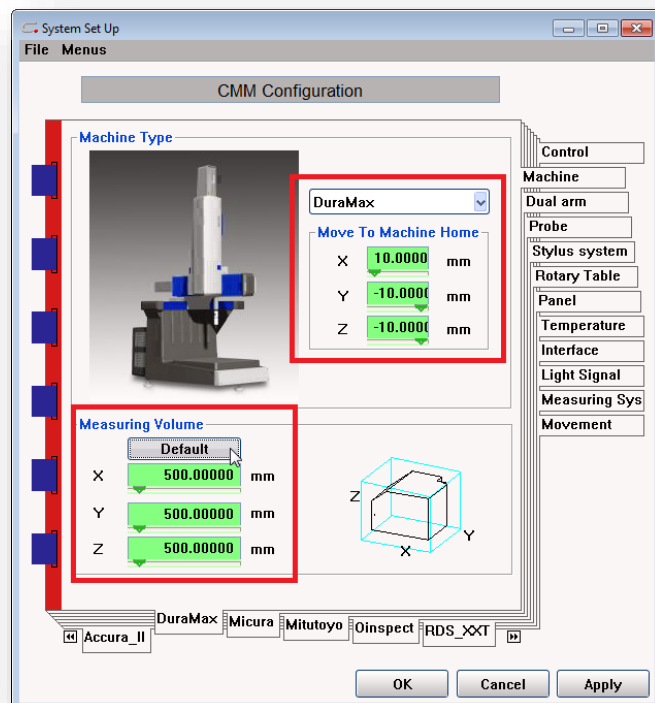 System Set Up
File Menus
CMM Configuration
Machine Type
DuraMax
Move To Machine Home
X 10.0000 mm
Y -10.000( mm
Z -10.000( mm
Control
Machine
Dual arm
Probe
Stylus system
Rotary Table
Panel
Temperature
Interface
Light Signal
Measuring Sys
Movement
Measuring Volume
Default
X 500.00000 mm
Y 500.00000 mm
Z 500.00000 mm
Z
Y
X
Accura_II DuraMax Micura Mitutoyo Oinspect RDS_XXT
OK Cancel Apply